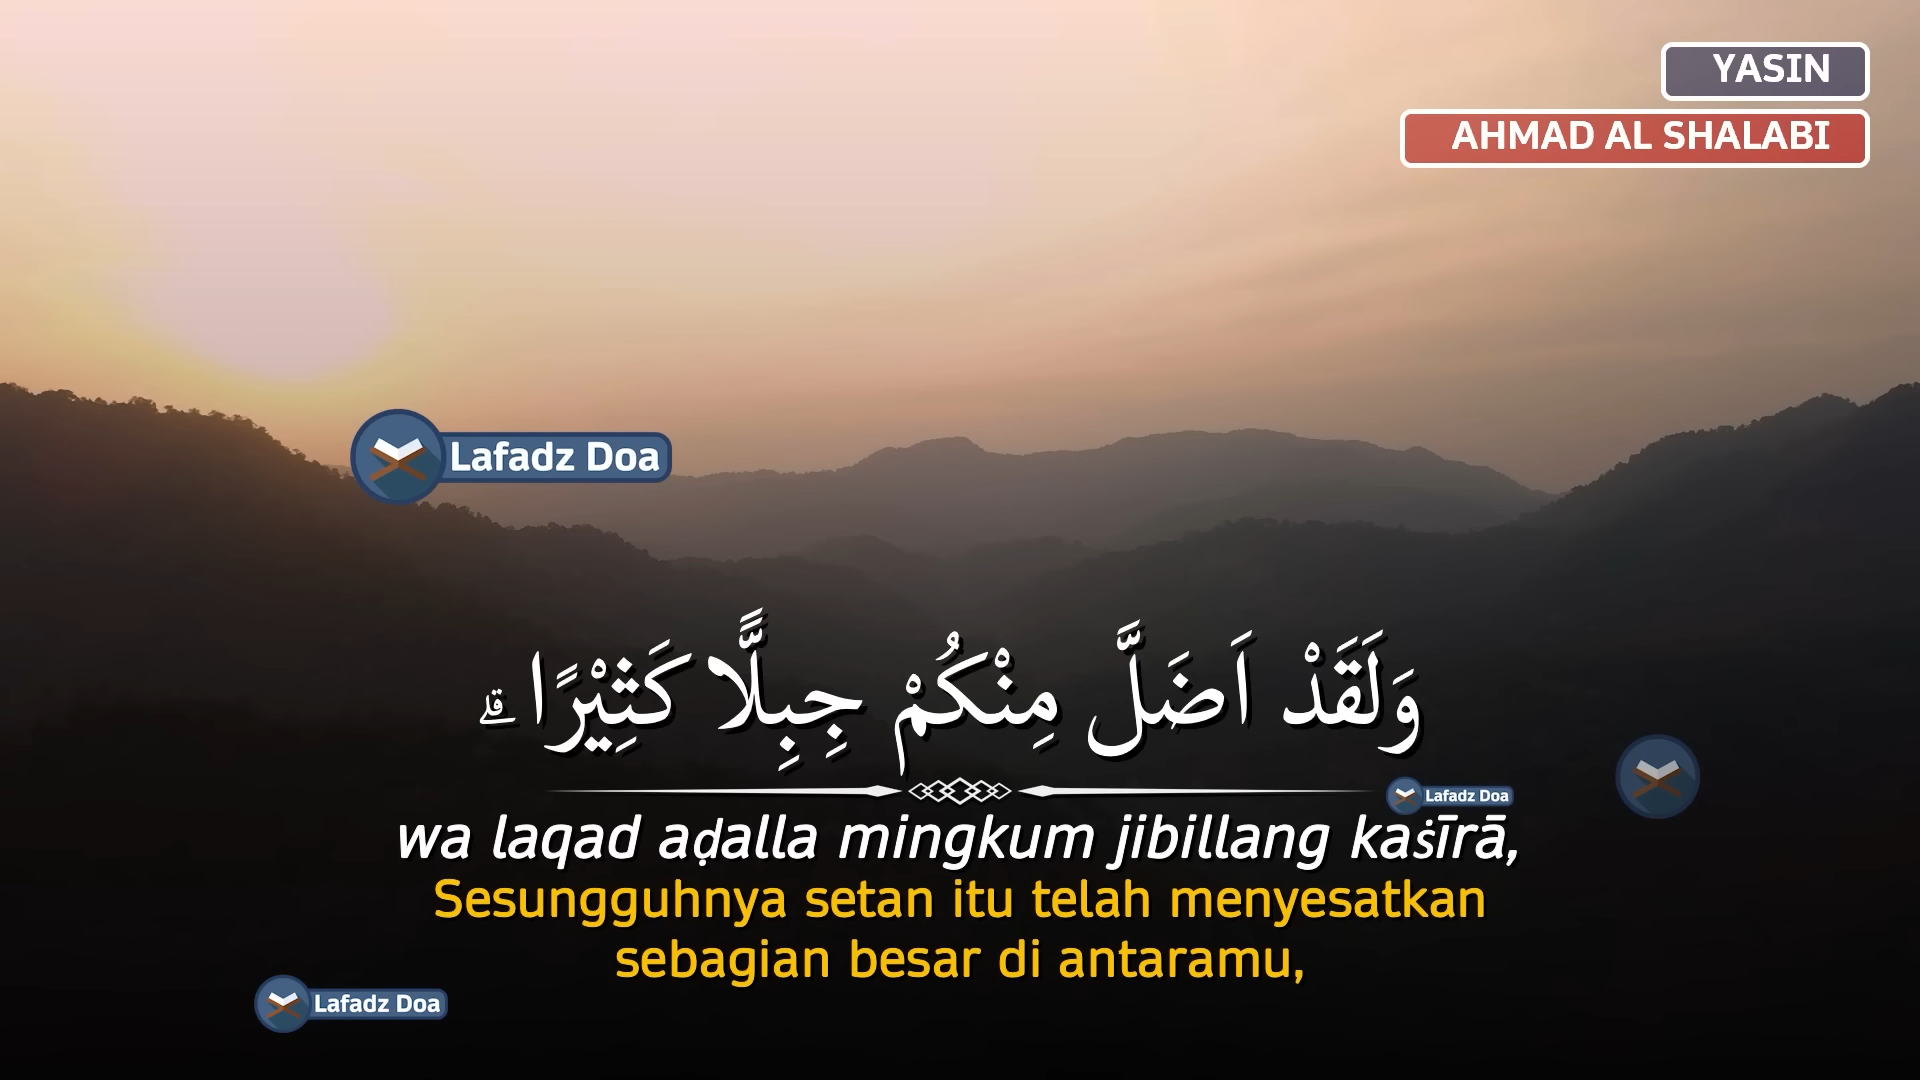 YASIN
AHMAD AL SHALABI
Lafadz Doa
وَلَقَدْ اَضَلَّ مِنْكُمْ جِبِلًّا كَثِيْرًا ۗ
Lafadz Doa
wa laqad aḍalla mingkum jibillang kaṡīrā,
Sesungguhnya setan itu telah menyesatkan
sebagian besar di antaramu,
Lafadz Doa